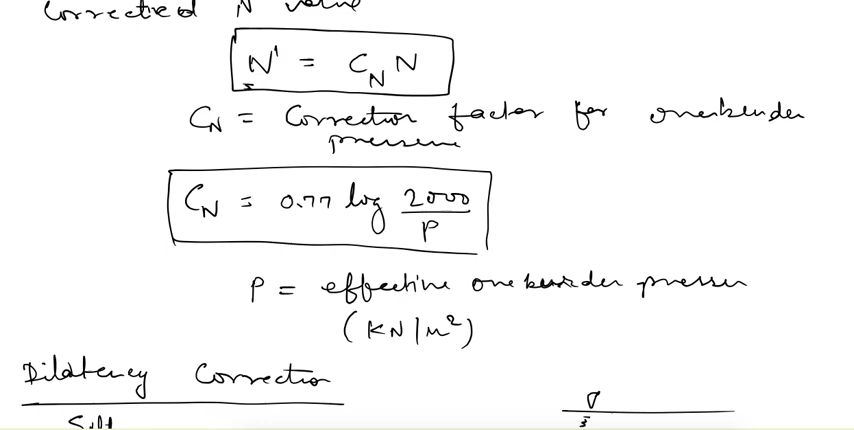 Corrected N value
N' = C_N N
C_N = Correction factor for overburden
pressure
C_N = 0.77 log 2000/P
P = effective overburden pressure
(KN/m²)
Dilatency Correction
Silt